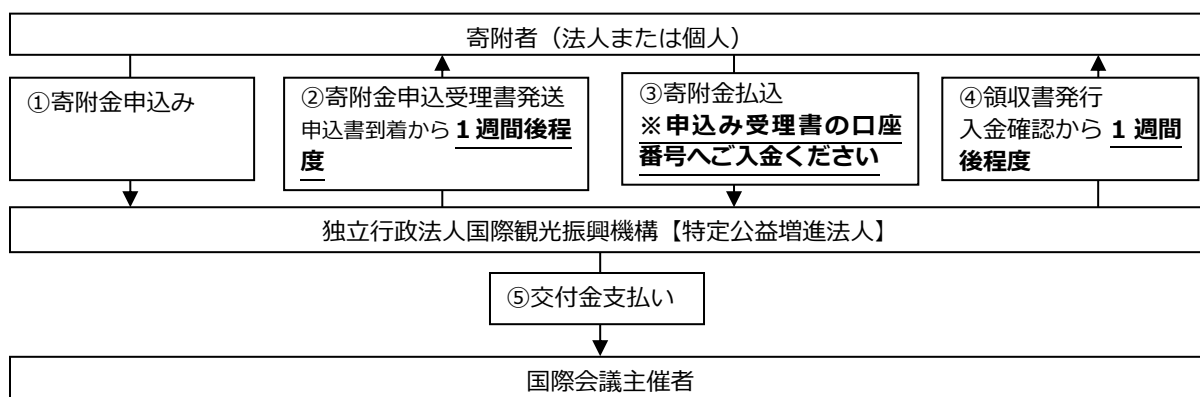 寄附者（法人または個人）
①寄附金申込み
②寄附金申込受理書発送
申込書到着から１週間後程
度
③寄附金払込
※申込み受理書の口座
番号へご入金ください
④領収書発行
入金確認から １週間
後程度
独立行政法人国際観光振興機構【特定公益増進法人】
⑤交付金支払い
国際会議主催者